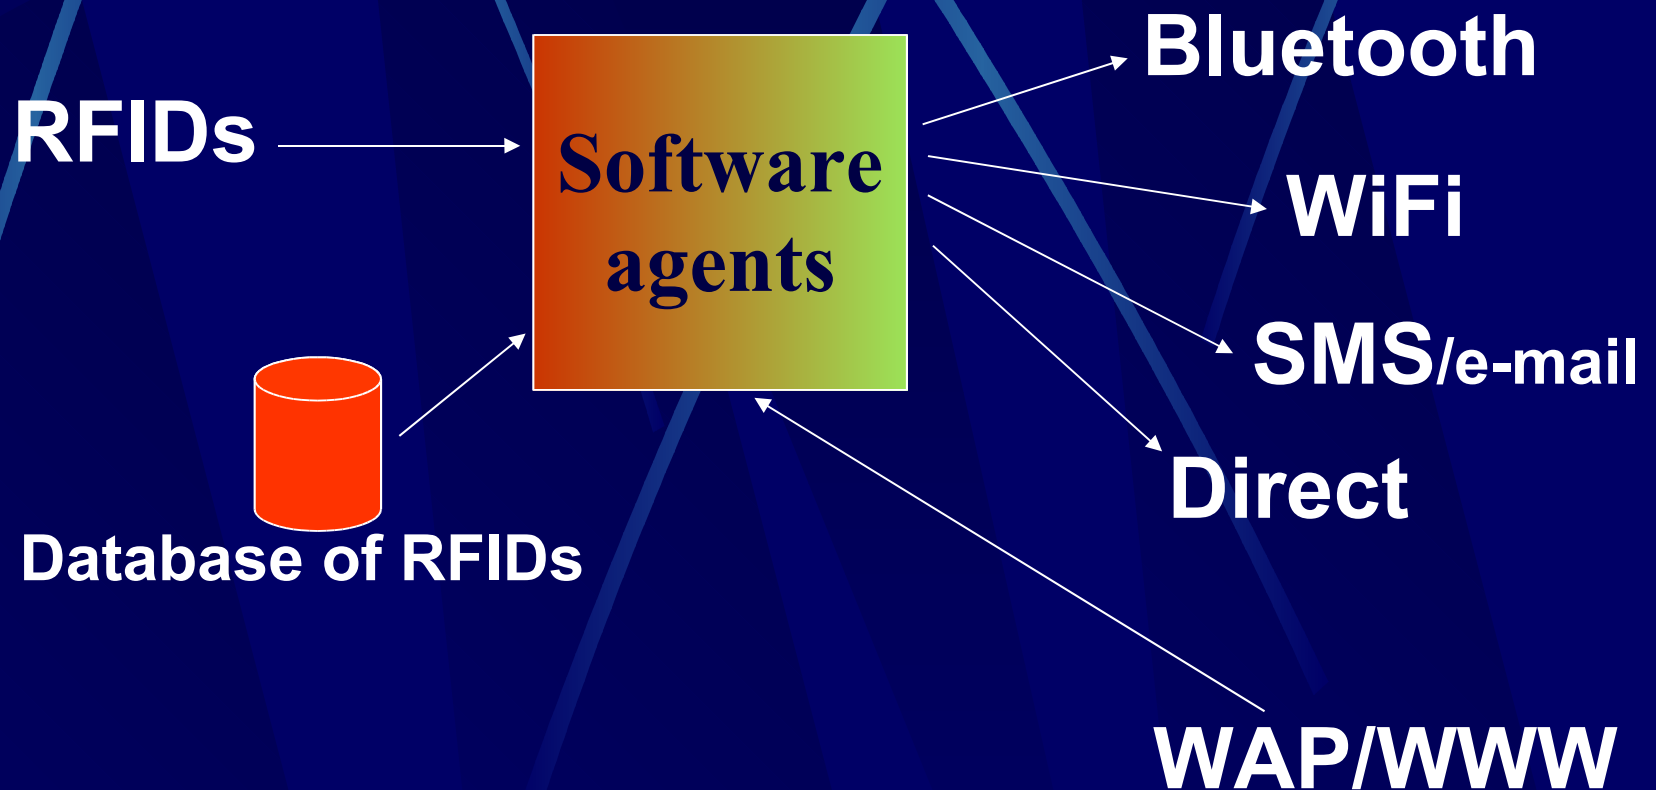 Bluetooth
RFIDs
Software
agents
WiFi
SMS/e-mail
Direct
Database of RFIDs
WAP/WWW